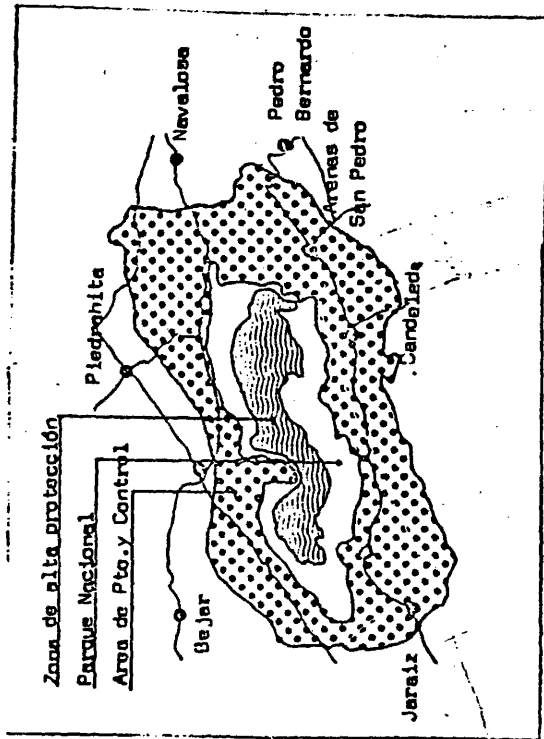 Zona de alta protección
Parque Nacional
Area de Pto. y Control
Piedrahita
Navalosa
Bejar
Pedro
Bernardo
Arenas de
San Pedro
Candeleda
Jaraiz